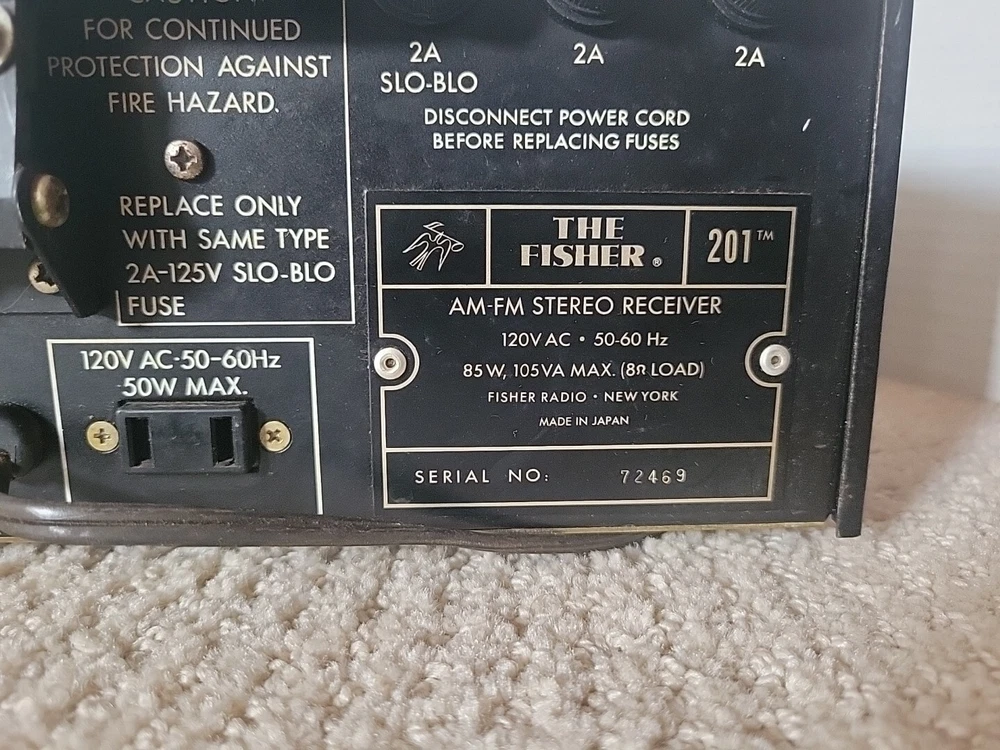 CAUTION:
FOR CONTINUED
PROTECTION AGAINST
FIRE HAZARD.
REPLACE ONLY
WITH SAME TYPE
2A-125V SLO-BLO
FUSE
2A
SLO-BLO
2A
2A
DISCONNECT POWER CORD
BEFORE REPLACING FUSES
120V AC·50-60Hz
50W MAX.
THE
FISHER®
201™
AM-FM STEREO RECEIVER
120V AC • 50-60 Hz
85 W, 105 VA MAX. (8Ω LOAD)
FISHER RADIO • NEW YORK
MADE IN JAPAN
SERIAL NO: 72469